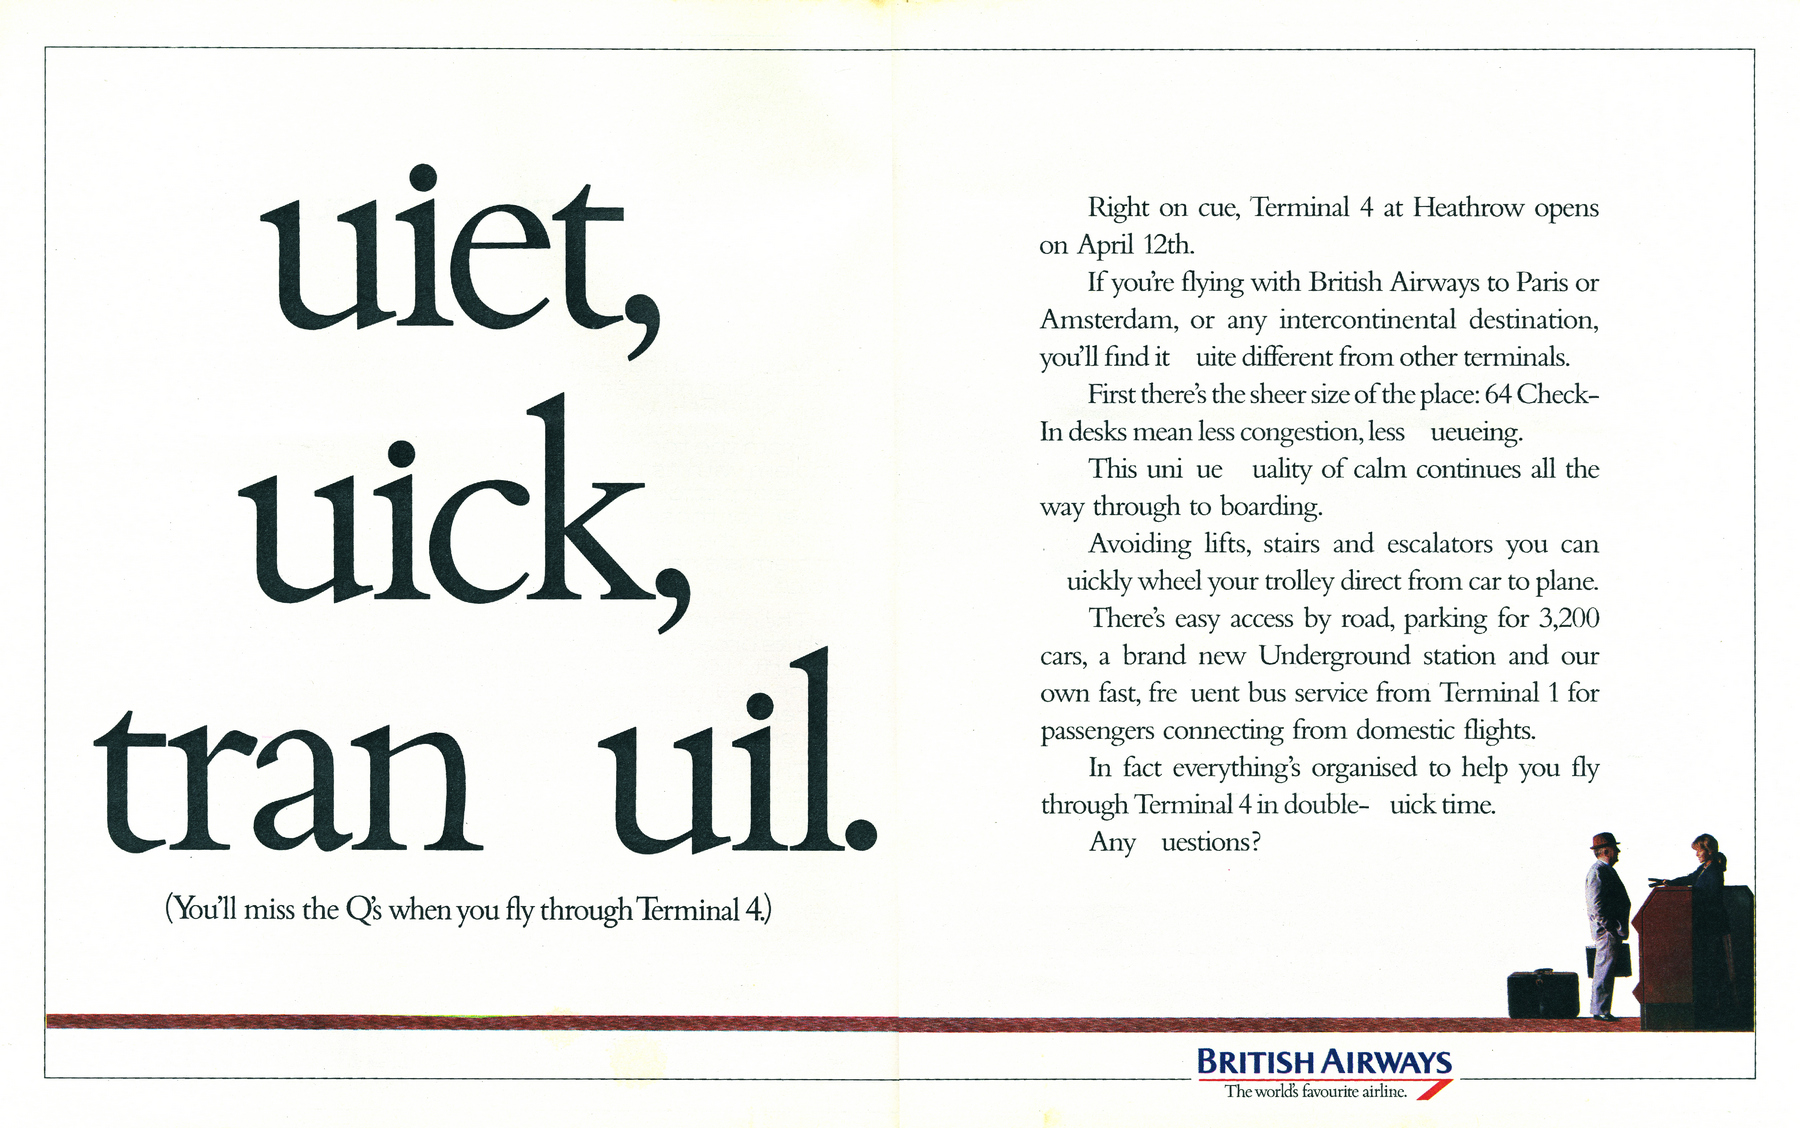 uiet,
uick,
tran uil.
(You'll miss the Q's when you fly through Terminal 4.)
Right on cue, Terminal 4 at Heathrow opens
on April 12th.
If you're flying with British Airways to Paris or
Amsterdam, or any intercontinental destination,
you'll find it uite different from other terminals.
First there's the sheer size of the place: 64 Check-
In desks mean less congestion, less ueueing.
This uni ue uality of calm continues all the
way through to boarding.
Avoiding lifts, stairs and escalators you can
uickly wheel your trolley direct from car to plane.
There's easy access by road, parking for 3,200
cars, a brand new Underground station and our
own fast, fre uent bus service from Terminal 1 for
passengers connecting from domestic flights.
In fact everything's organised to help you fly
through Terminal 4 in double- uick time.
Any uestions?
BRITISH AIRWAYS
The world's favourite airline.